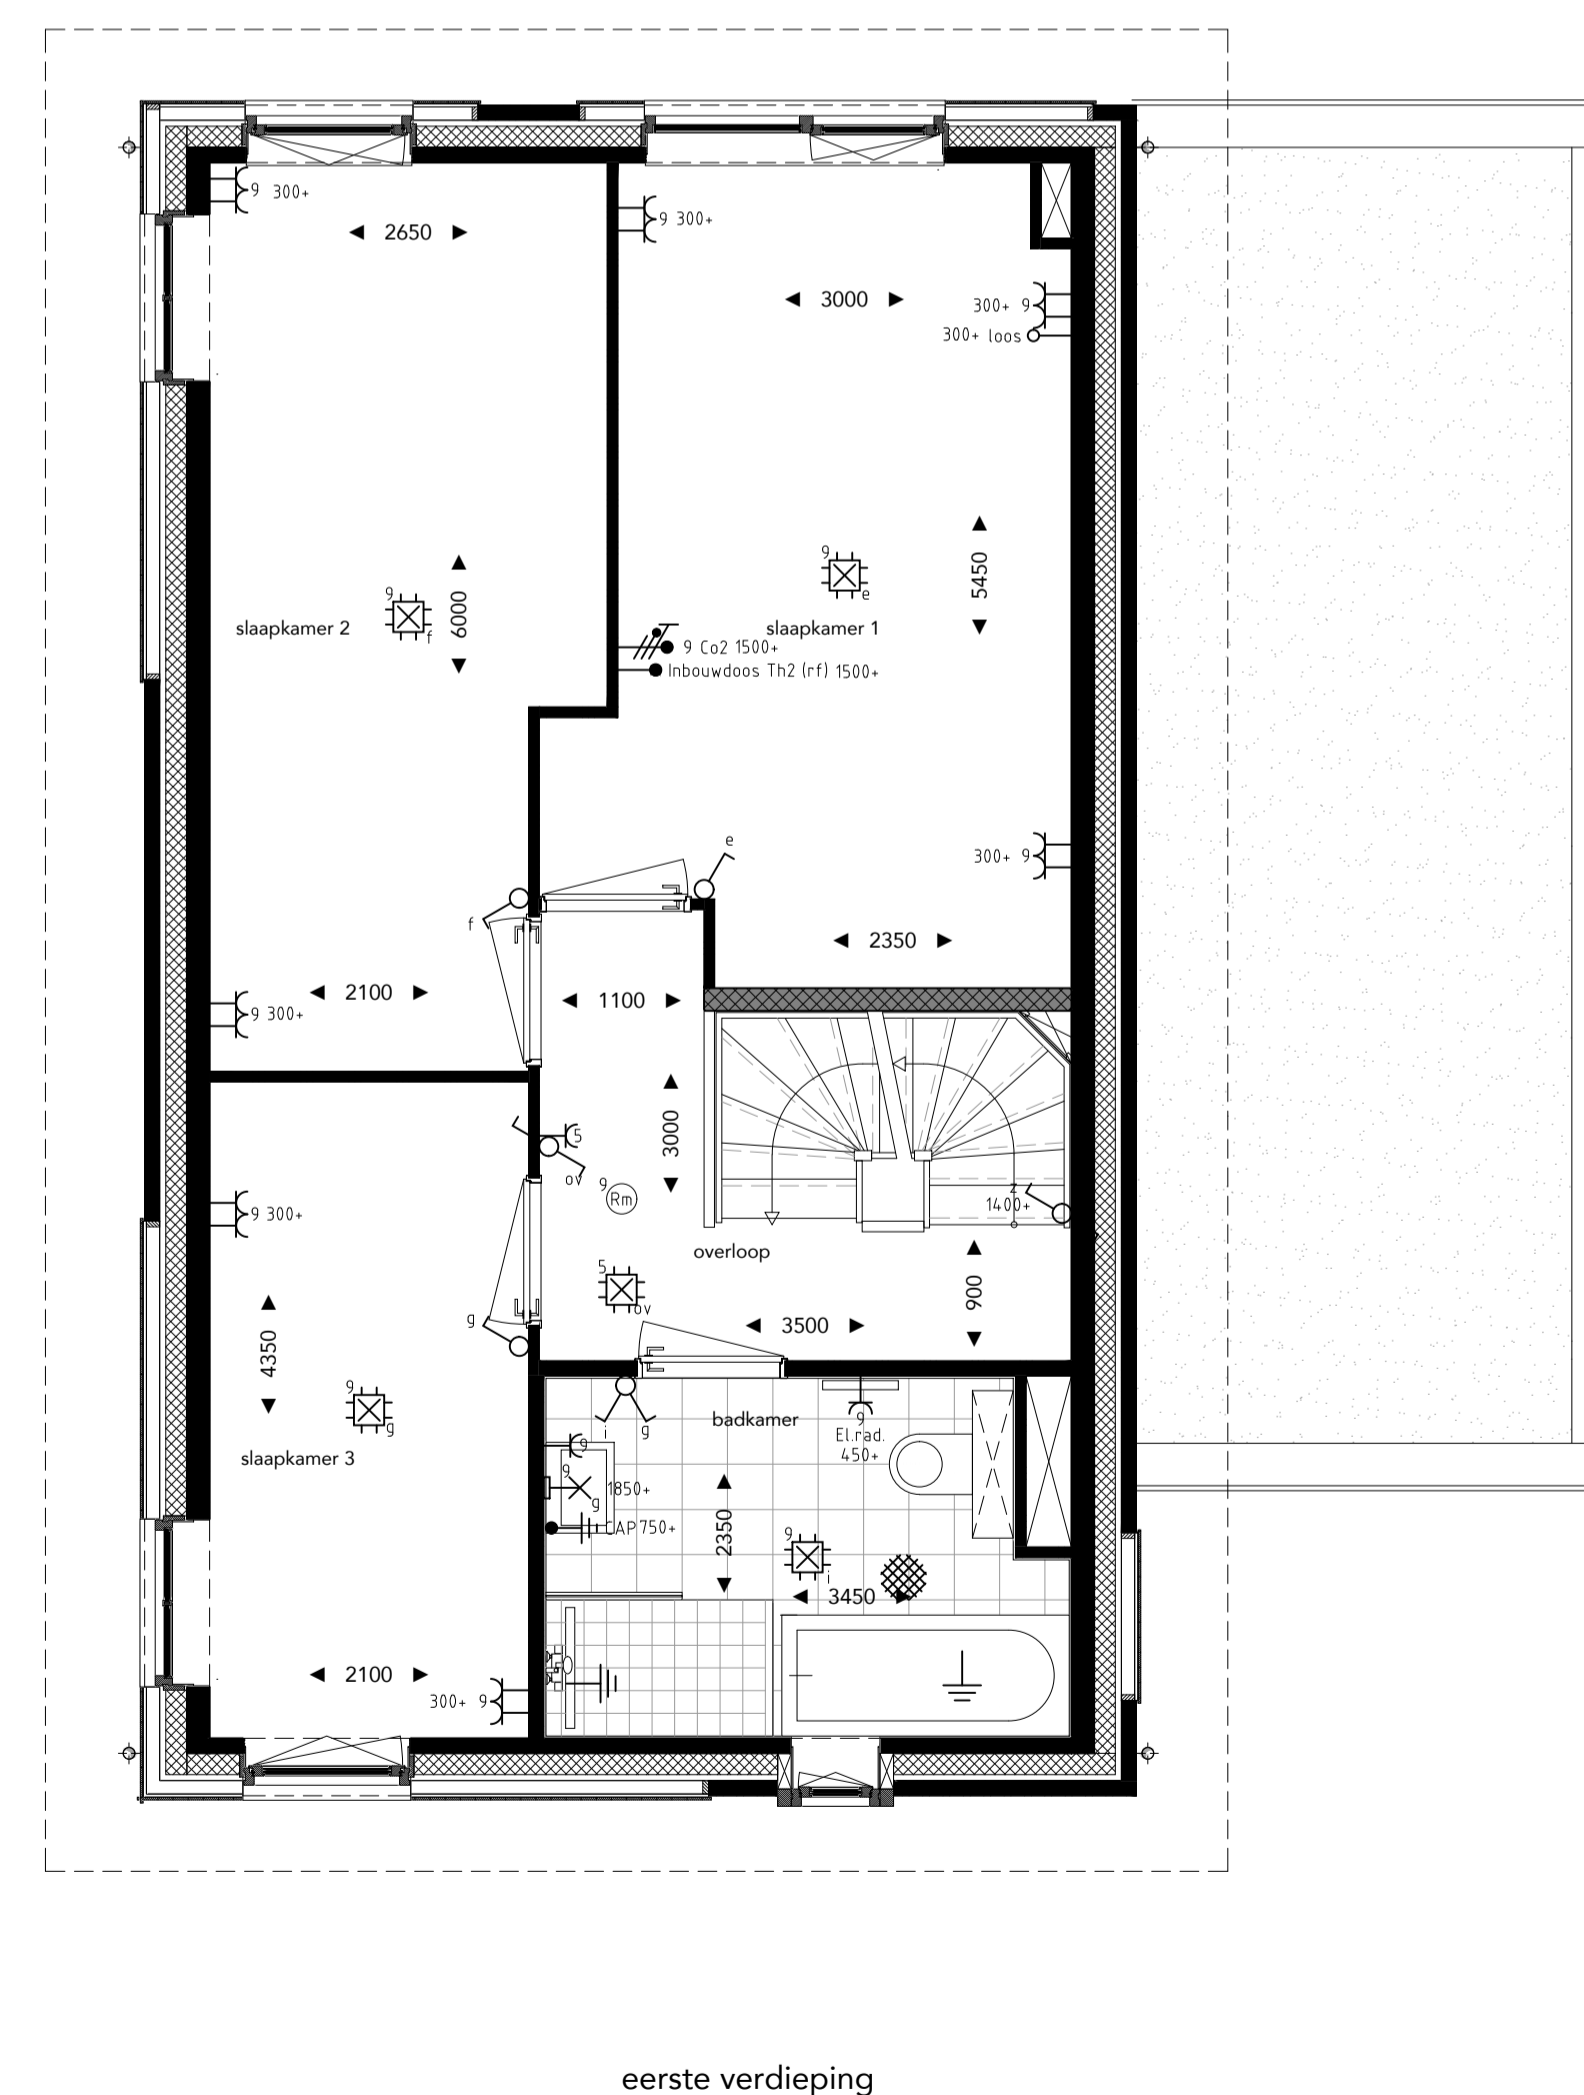 9 300+
2650
9 300+
3000
300+ 9
300+ loos
9
e
5450
slaapkamer 1
9
f
6000
slaapkamer 2
9 Co2 1500+
Inbouwdoos Th2 (rf) 1500+
e
300+ 9
f
2350
2100
1100
9 300+
3000
5
ov
9
Rm
z
1400+
9 300+
overloop
5
ov
900
3500
g
4350
9
g
slaapkamer 3
badkamer
i
g
9
El.rad.
450+
9
9
g
1850+
CAP 750+
2350
9
i
3450
2100
300+ 9
eerste verdieping